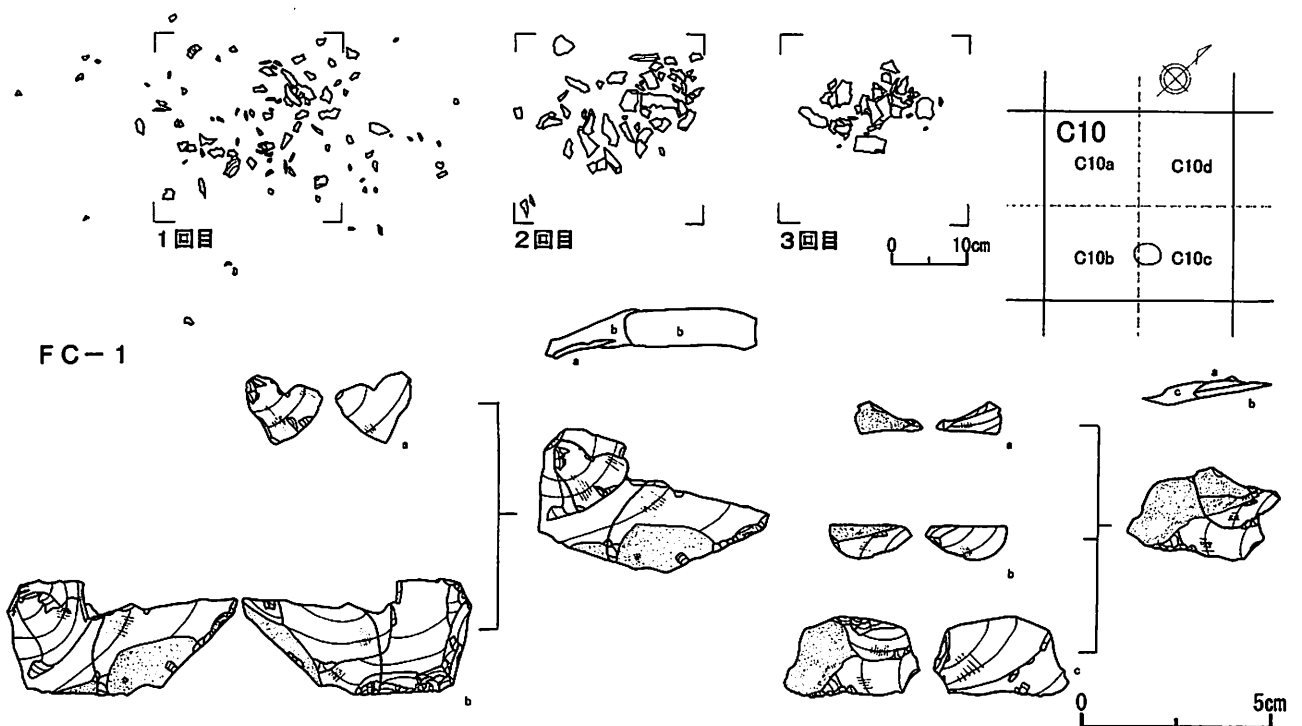 1回目
2回目
3回目
0 10cm
C10
C10a C10d
C10b C10c
FC-1
b b
a
a
b
a
b
c
a
c b
0 5cm